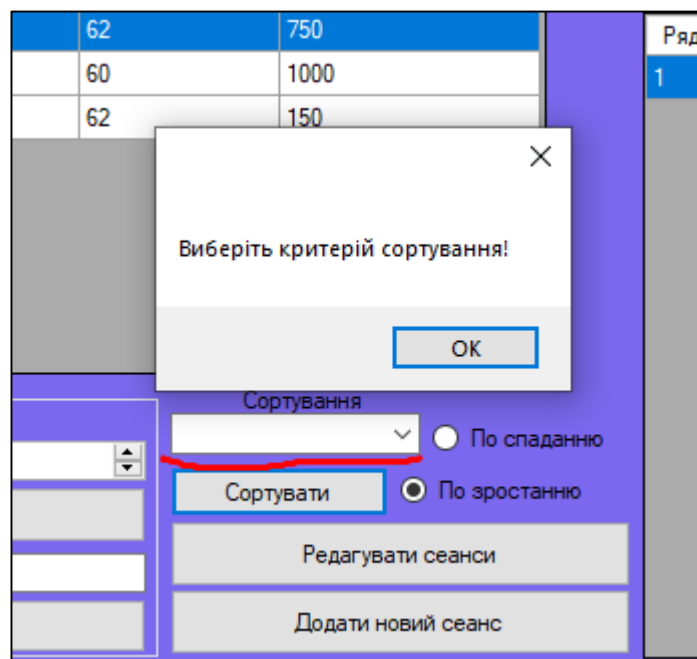 62 750
Ряд
60 1000
1
62 150
Виберіть критерій сортування!
OK
Сортування
По спаданню
Сортувати
По зростанню
Редагувати сеанси
Додати новий сеанс